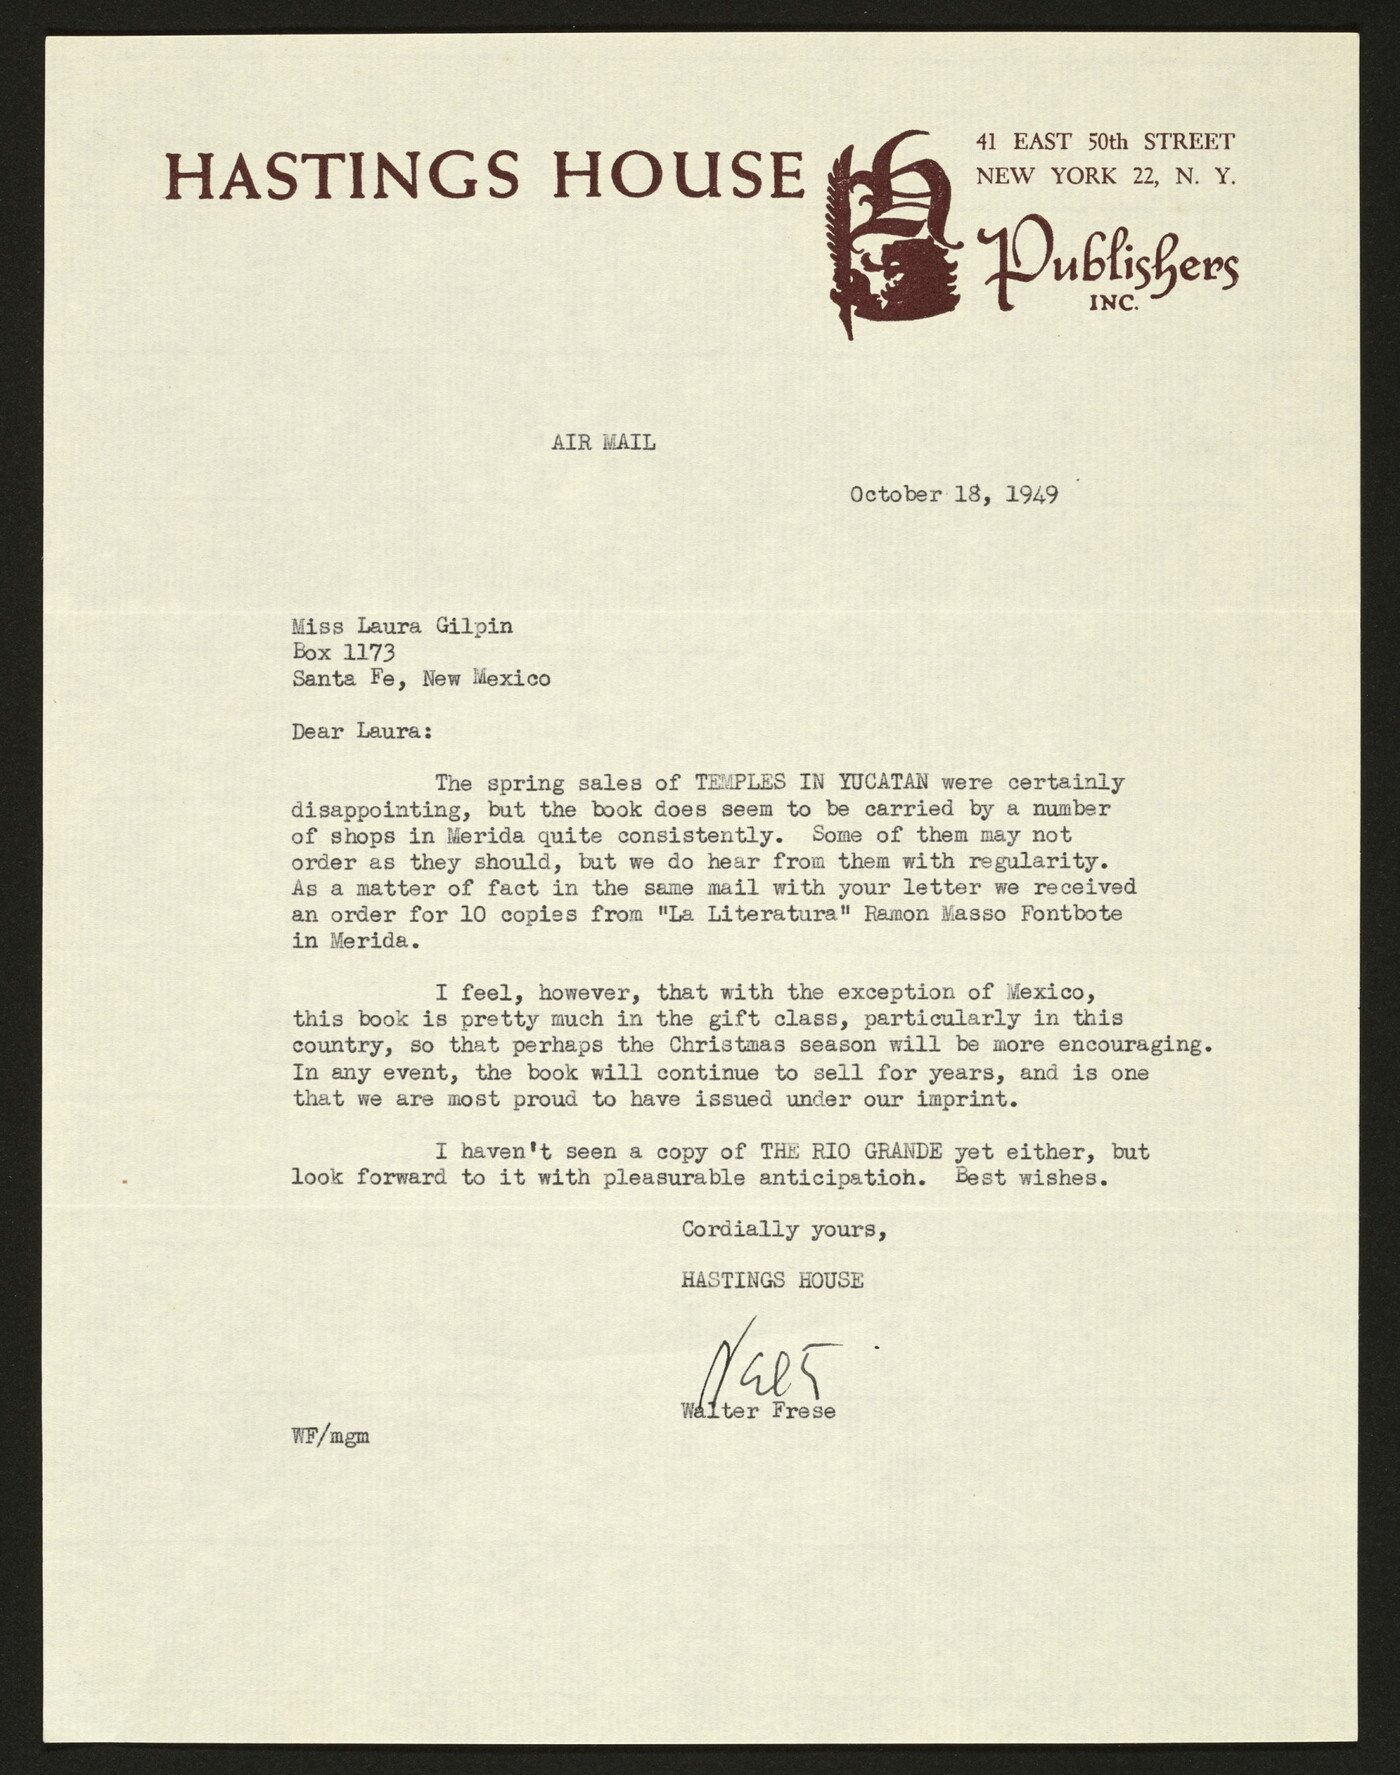 HASTINGS HOUSE
H
41 EAST 50th STREET
NEW YORK 22, N. Y.
Publishers
INC.
AIR MAIL
October 18, 1949
Miss Laura Gilpin
Box 1173
Santa Fe, New Mexico
Dear Laura:
The spring sales of TEMPLES IN YUCATAN were certainly
disappointing, but the book does seem to be carried by a number
of shops in Merida quite consistently. Some of them may not
order as they should, but we do hear from them with regularity.
As a matter of fact in the same mail with your letter we received
an order for 10 copies from "La Literatura" Ramon Masso Fontbote
in Merida.
I feel, however, that with the exception of Mexico,
this book is pretty much in the gift class, particularly in this
country, so that perhaps the Christmas season will be more encouraging.
In any event, the book will continue to sell for years, and is one
that we are most proud to have issued under our imprint.
I haven't seen a copy of THE RIO GRANDE yet either, but
look forward to it with pleasurable anticipation. Best wishes.
Cordially yours,
HASTINGS HOUSE
Walt
Walter Frese
WF/mgm